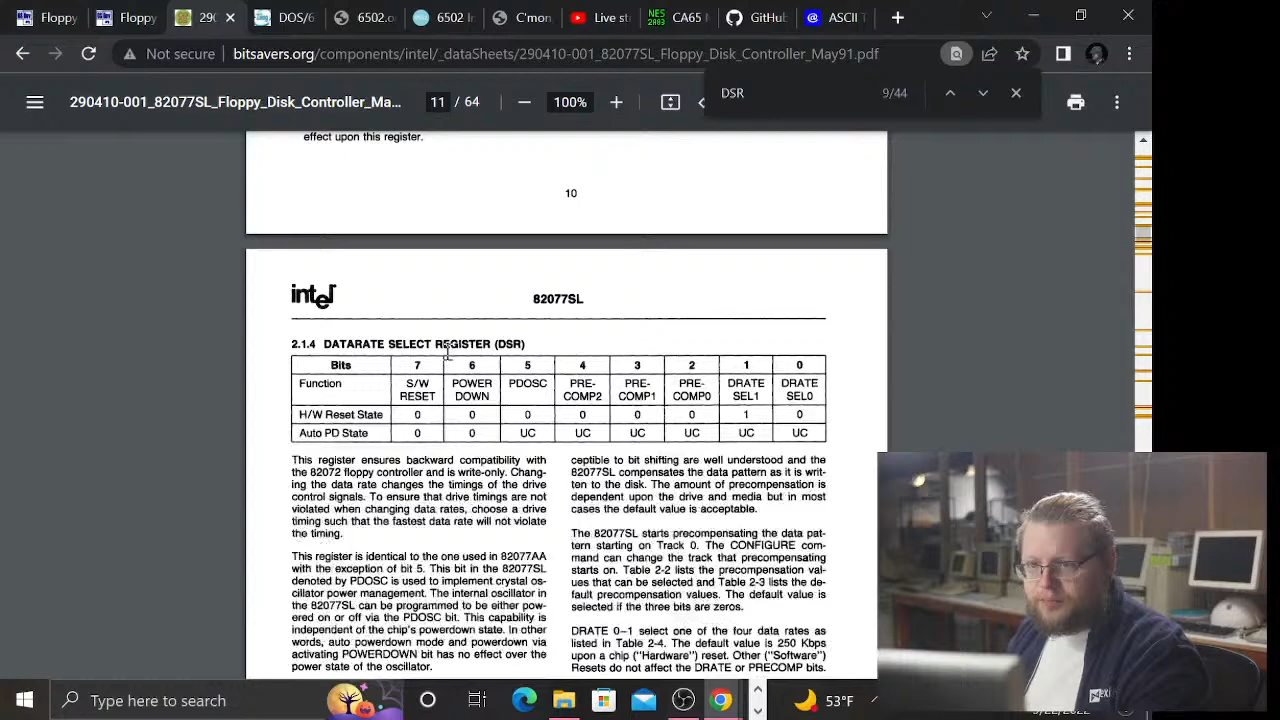 Floppy
Floppy
290
DOS/6
6502.o
65C0 In
C'mon
Live st
NES 2A03
CA65 M
GitHub
ASCII T
Not secure
bitsavers.org/components/intel/_dataSheets/290410-001_82077SL_Floppy_Disk_Controller_May91.pdf
290410-001_82077SL_Floppy_Disk_Controller_Ma...
11 / 64
100%
DSR
9/44
effect upon this register.
10
intel
82077SL
2.1.4 DATARATE SELECT REGISTER (DSR)
Bits 7 6 5 4 3 2 1 0
Function S/W RESET POWER DOWN PDOSC PRE-COMP2 PRE-COMP1 PRE-COMP0 DRATE SEL1 DRATE SEL0
H/W Reset State 0 0 0 0 0 0 1 0
Auto PD State 0 0 UC UC UC UC UC UC
This register ensures backward compatibility with
the 82072 floppy controller and is write-only. Chang-
ing the data rate changes the timings of the drive
control signals. To ensure that drive timings are not
violated when changing data rates, choose a drive
timing such that the fastest data rate will not violate
the timing.
This register is identical to the one used in 82077AA
with the exception of bit 5. This bit in the 82077SL
denoted by PDOSC is used to implement crystal os-
cillator power management. The internal oscillator in
the 82077SL can be programmed to be either pow-
ered on or off via the PDOSC bit. This capability is
independent of the chip's powerdown state. In other
words, auto powerdown mode and powerdown via
activating POWERDOWN bit has no effect over the
power state of the oscillator.
ceptible to bit shifting are well understood and the
82077SL compensates the data pattern as it is writ-
ten to the disk. The amount of precompensation is
dependent upon the drive and media but in most
cases the default value is acceptable.
The 82077SL starts precompensating the data pat-
tern starting on Track 0. The CONFIGURE com-
mand can change the track that precompensating
starts on. Table 2-2 lists the precompensation val-
ues that can be selected and Table 2-3 lists the de-
fault precompensation values. The default value is
selected if the three bits are zeros.
DRATE 0–1 select one of the four data rates as
listed in Table 2-4. The default value is 250 Kbps
upon a chip ("Hardware") reset. Other ("Software")
Resets do not affect the DRATE or PRECOMP bits.
Type here to search
53°F
9/22/2022